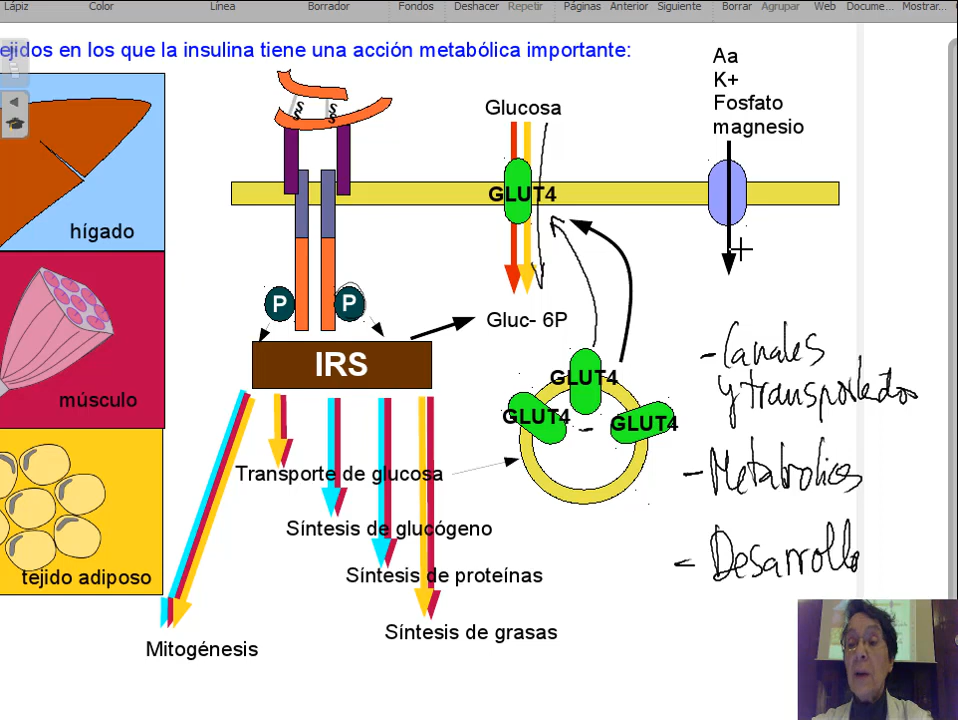 Lápiz Color Línea Borrador Fondos Deshacer Repetir Páginas Anterior Siguiente Borrar Agrupar Web Docume... Mostrar...
ejidos en los que la insulina tiene una acción metabólica importante:
Aa
K+
Fosfato
magnesio
Glucosa
§ §
§ §
GLUT4
hígado
P
P
Gluc- 6P
IRS
- Canales
y transportados
GLUT4
músculo
GLUT4
GLUT4
Transporte de glucosa
- Metabolicos
Síntesis de glucógeno
- Desarrollo
Síntesis de proteínas
tejido adiposo
Síntesis de grasas
Mitogénesis